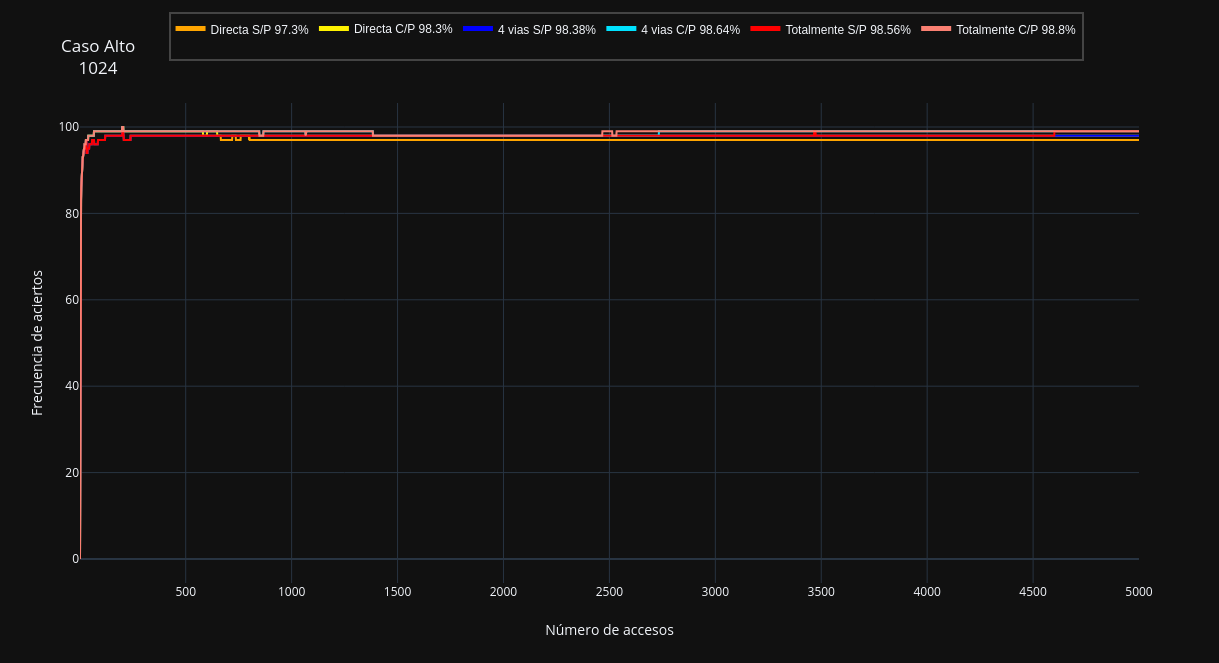 Directa S/P 97.3%
Directa C/P 98.3%
4 vias S/P 98.38%
4 vias C/P 98.64%
Totalmente S/P 98.56%
Totalmente C/P 98.8%
Caso Alto
1024
100
80
60
40
20
0
Frecuencia de aciertos
500
1000
1500
2000
2500
3000
3500
4000
4500
5000
Número de accesos